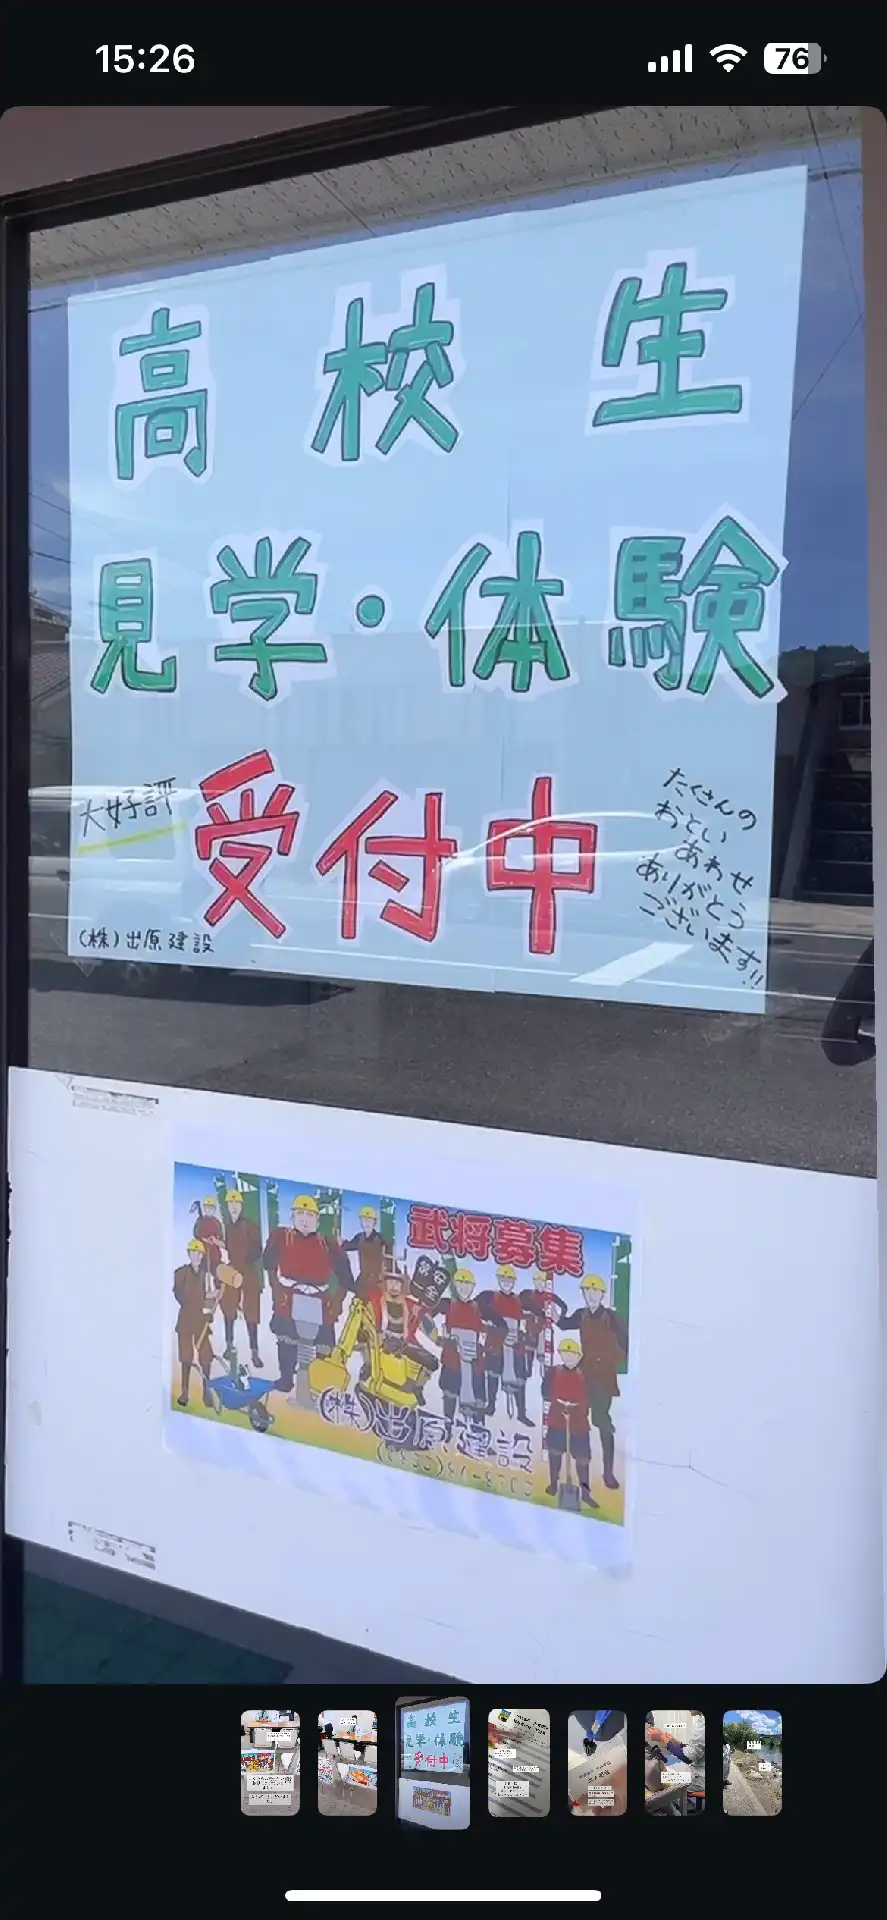 15:26
76
高校生
見学・体験
大好評
受付中
たくさんの
おとい
あわせ
ありがとう
ございます!!
(株)出原建設
武将募集
安全
(株)出原建設